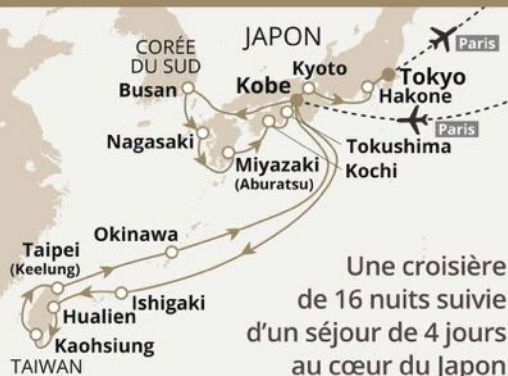 JAPON
Paris
CORÉE
DU SUD
Kyoto
Tokyo
Busan
Kobe
Hakone
Paris
Nagasaki
Tokushima
Miyazaki
(Aburatsu)
Kochi
Okinawa
Taipei
(Keelung)
Ishigaki
Hualien
Kaohsiung
TAIWAN
Une croisière
de 16 nuits suivie
d'un séjour de 4 jours
au cœur du Japon